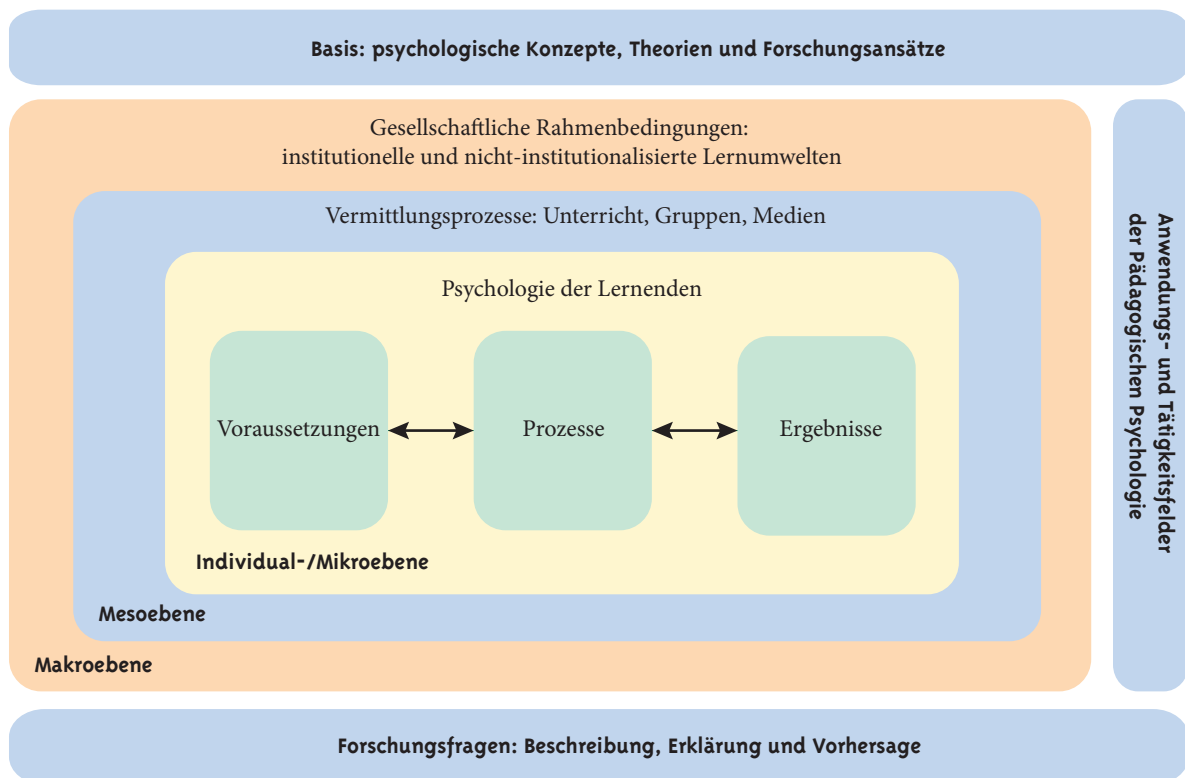 Basis: psychologische Konzepte, Theorien und Forschungsansätze
Gesellschaftliche Rahmenbedingungen:
institutionelle und nicht-institutionalisierte Lernumwelten
Vermittlungsprozesse: Unterricht, Gruppen, Medien
Psychologie der Lernenden
Voraussetzungen
Prozesse
Ergebnisse
Individual-/Mikroebene
Mesoebene
Makroebene
Anwendungs- und Tätigkeitsfelder
der Pädagogischen Psychologie
Forschungsfragen: Beschreibung, Erklärung und Vorhersage